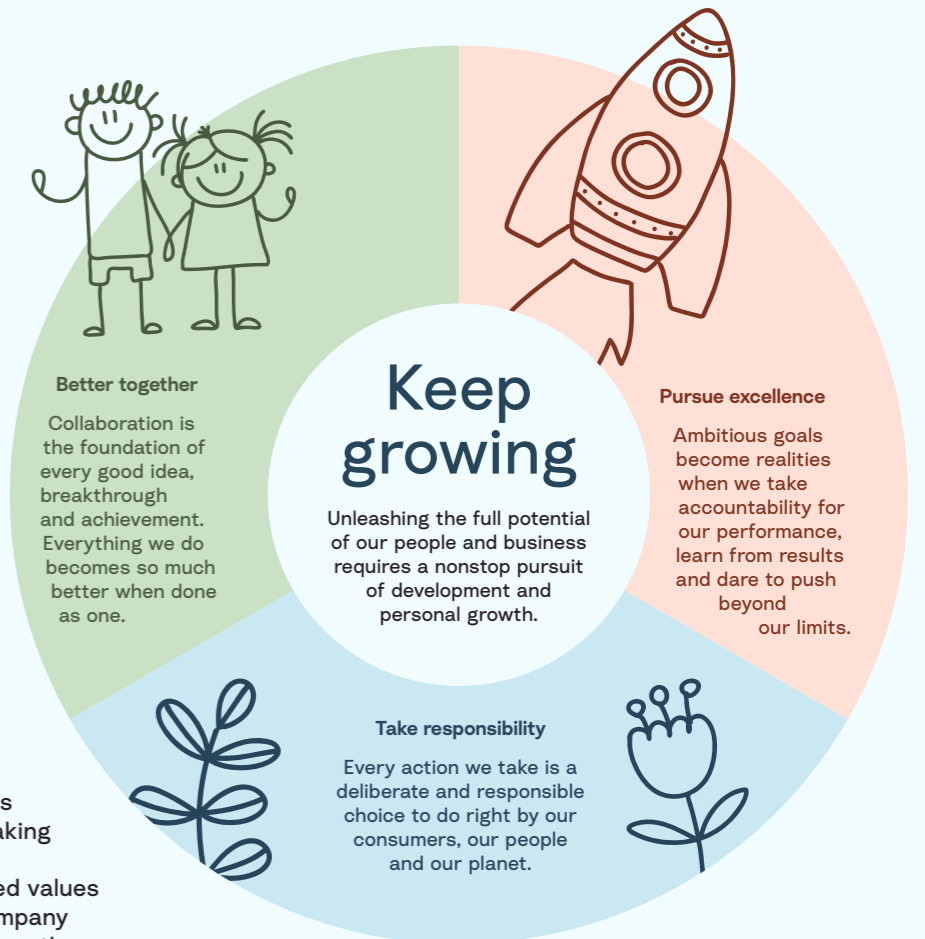 Keep
growing
Unleashing the full potential
of our people and business
requires a nonstop pursuit
of development and
personal growth.
Better together
Collaboration is
the foundation of
every good idea,
breakthrough
and achievement.
Everything we do
becomes so much
better when done
as one.
Pursue excellence
Ambitious goals
become realities
when we take
accountability for
our performance,
learn from results
and dare to push
beyond
our limits.
Take responsibility
Every action we take is a
deliberate and responsible
choice to do right by our
consumers, our people
and our planet.
values